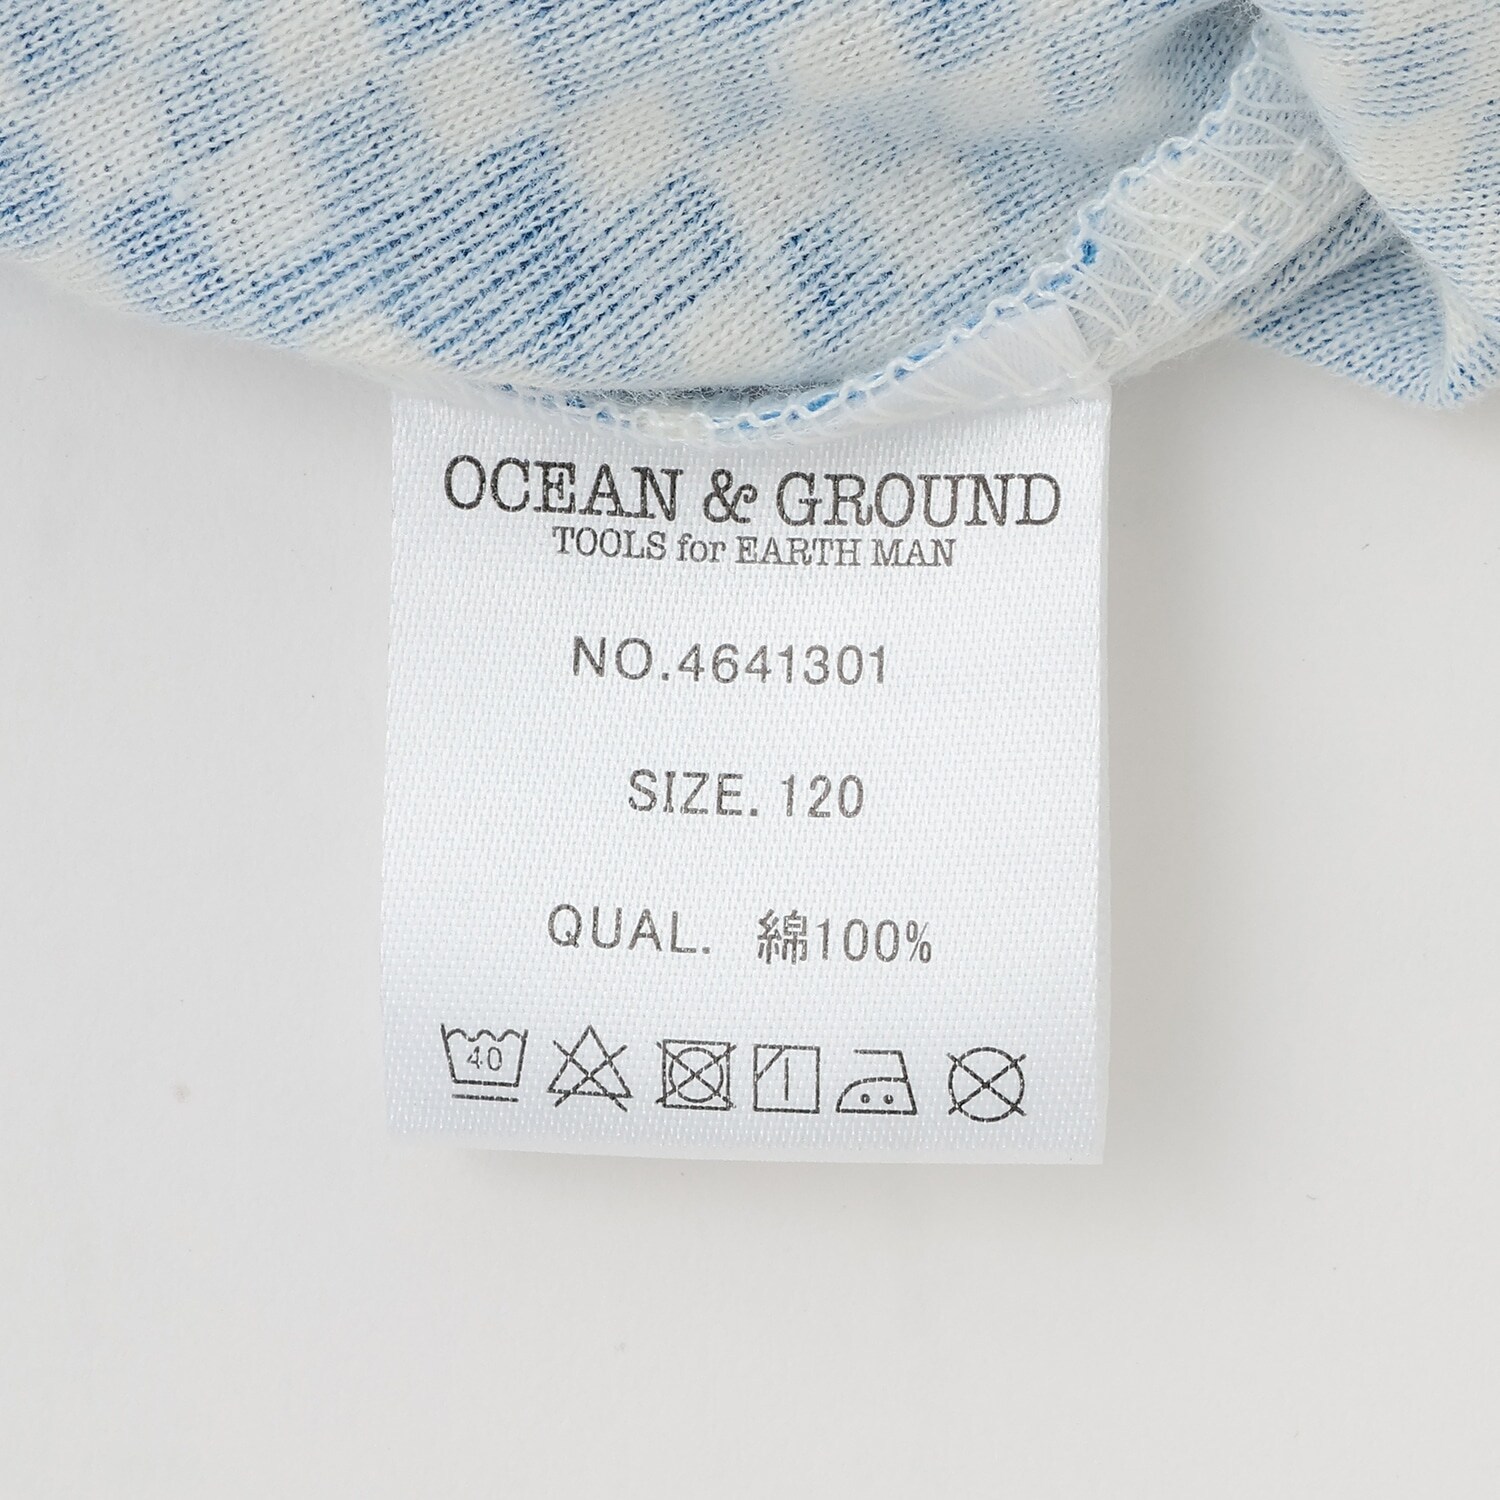 OCEAN & GROUND
TOOLS for EARTH MAN
NO.4641301
SIZE. 120
QUAL. 綿100%
40